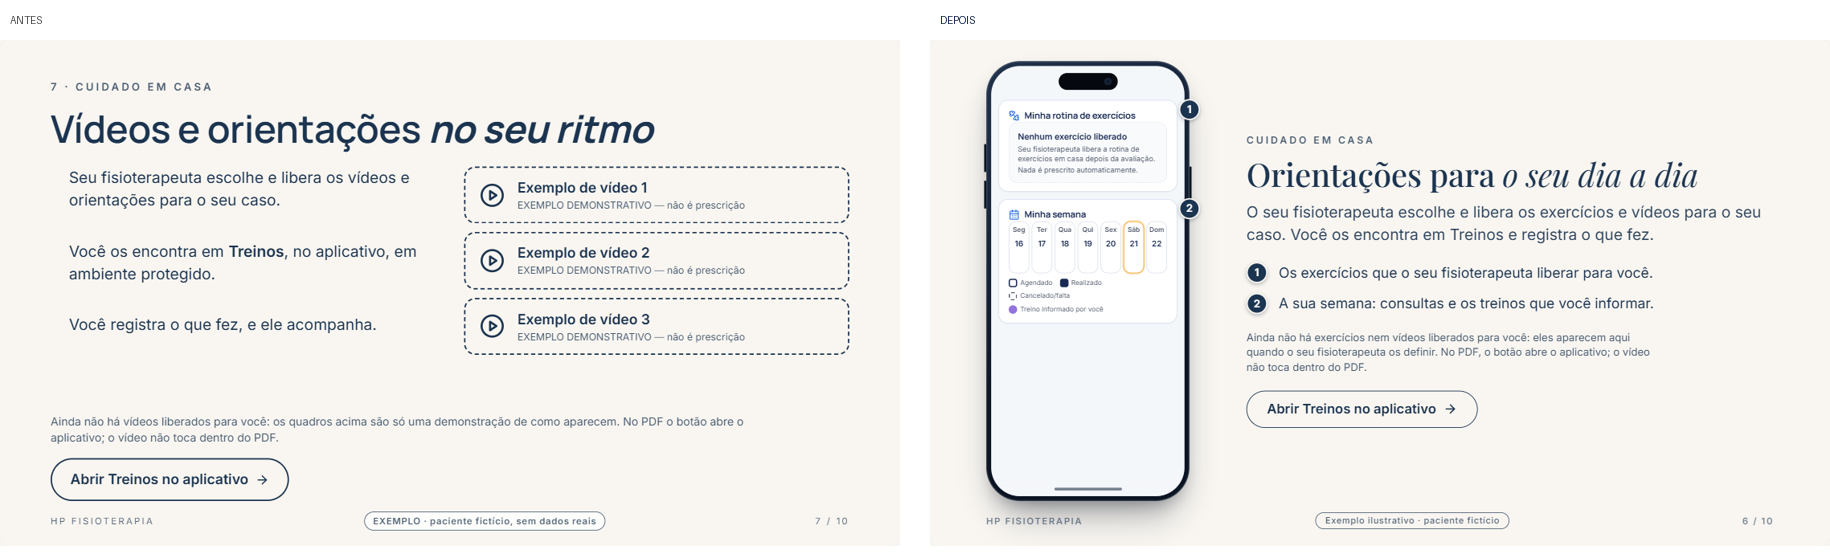 ANTES
7 · CUIDADO EM CASA
Vídeos e orientações no seu ritmo
Seu fisioterapeuta escolhe e libera os vídeos e
orientações para o seu caso.
Você os encontra em Treinos, no aplicativo, em
ambiente protegido.
Você registra o que fez, e ele acompanha.
Exemplo de vídeo 1
EXEMPLO DEMONSTRATIVO — não é prescrição
Exemplo de vídeo 2
EXEMPLO DEMONSTRATIVO — não é prescrição
Exemplo de vídeo 3
EXEMPLO DEMONSTRATIVO — não é prescrição
Ainda não há vídeos liberados para você: os quadros acima são só uma demonstração de como aparecem. No PDF o botão abre o
aplicativo; o vídeo não toca dentro do PDF.
Abrir Treinos no aplicativo →
HP FISIOTERAPIA
EXEMPLO · paciente fictício, sem dados reais
7 / 10
DEPOIS
Minha rotina de exercícios
1
Nenhum exercício liberado
Seu fisioterapeuta libera a rotina de
exercícios em casa depois da avaliação.
Nada é prescrito automaticamente.
2
Minha semana
Seg Ter Qua Qui Sex Sáb Dom
16 17 18 19 20 21 22
Agendado Realizado
Cancelado/falta
Treino informado por você
CUIDADO EM CASA
Orientações para o seu dia a dia
O seu fisioterapeuta escolhe e libera os exercícios e vídeos para o seu
caso. Você os encontra em Treinos e registra o que fez.
1 Os exercícios que o seu fisioterapeuta liberar para você.
2 A sua semana: consultas e os treinos que você informar.
Ainda não há exercícios nem vídeos liberados para você: eles aparecem aqui
quando o seu fisioterapeuta os definir. No PDF, o botão abre o aplicativo; o vídeo
não toca dentro do PDF.
Abrir Treinos no aplicativo →
HP FISIOTERAPIA
Exemplo ilustrativo · paciente fictício
6 / 10